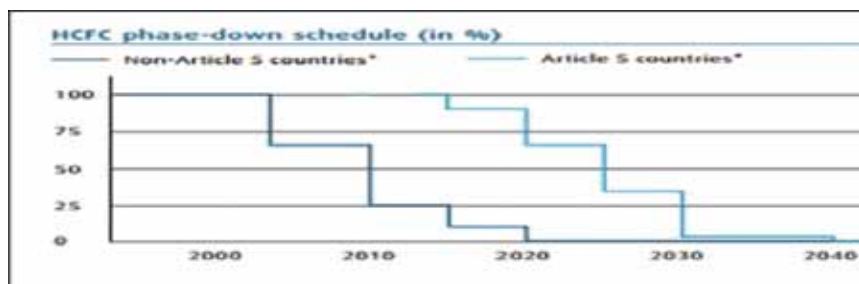 HCFC phase-down schedule (in %)
Non-Article 5 countries* Article 5 countries*
100
75
50
25
0
2000 2010 2020 2030 2040